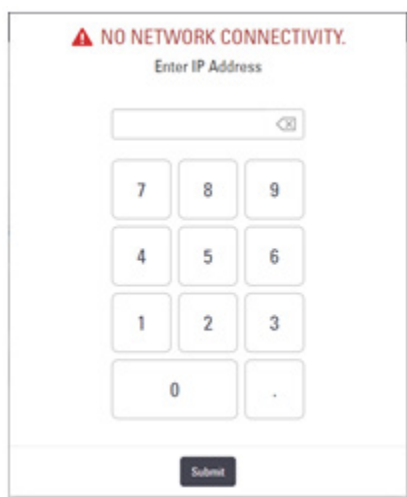 NO NETWORK CONNECTIVITY.
Enter IP Address
7 8 9
4 5 6
1 2 3
0 .
Submit